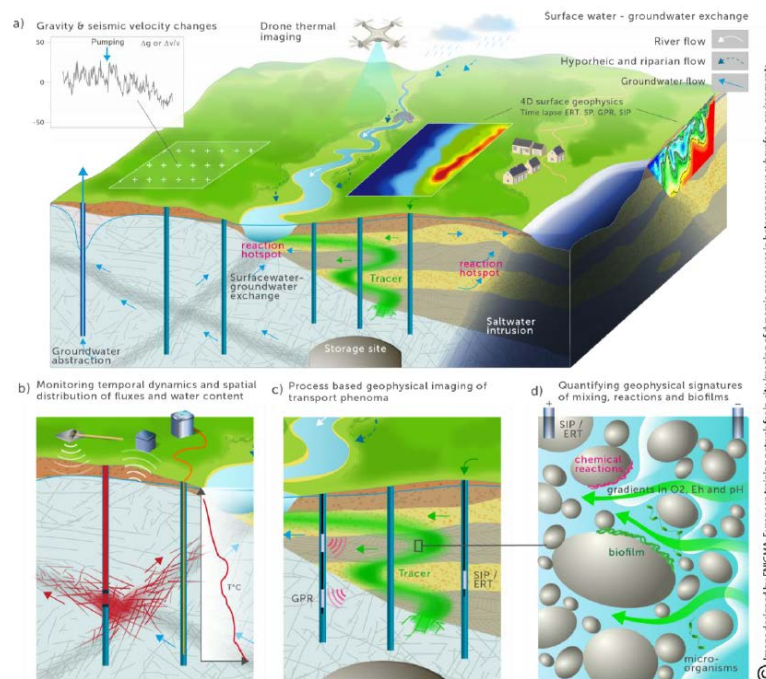 a)
Gravity & seismic velocity changes
50
0
-50
Pumping
Δg or Δv/v
Drone thermal
imaging
Surface water - groundwater exchange
River flow
Hyporheic and riparian flow
Groundwater flow
4D surface geophysics
Time lapse ERT, SP, GPR, SIP
reaction
hotspot
Surfacewater-
groundwater
exchange
Tracer
reaction
hotspot
Groundwater
abstraction
Storage site
Saltwater
intrusion
b) Monitoring temporal dynamics and spatial
distribution of fluxes and water content
T°C
c) Process based geophysical imaging of
transport phenoma
GPR
Tracer
SIP /
ERT
d) Quantifying geophysical signatures
of mixing, reactions and biofilms
+
–
SIP /
ERT
chemical
reactions
gradients in O2, Eh and pH
biofilm
micro-
organisms
©